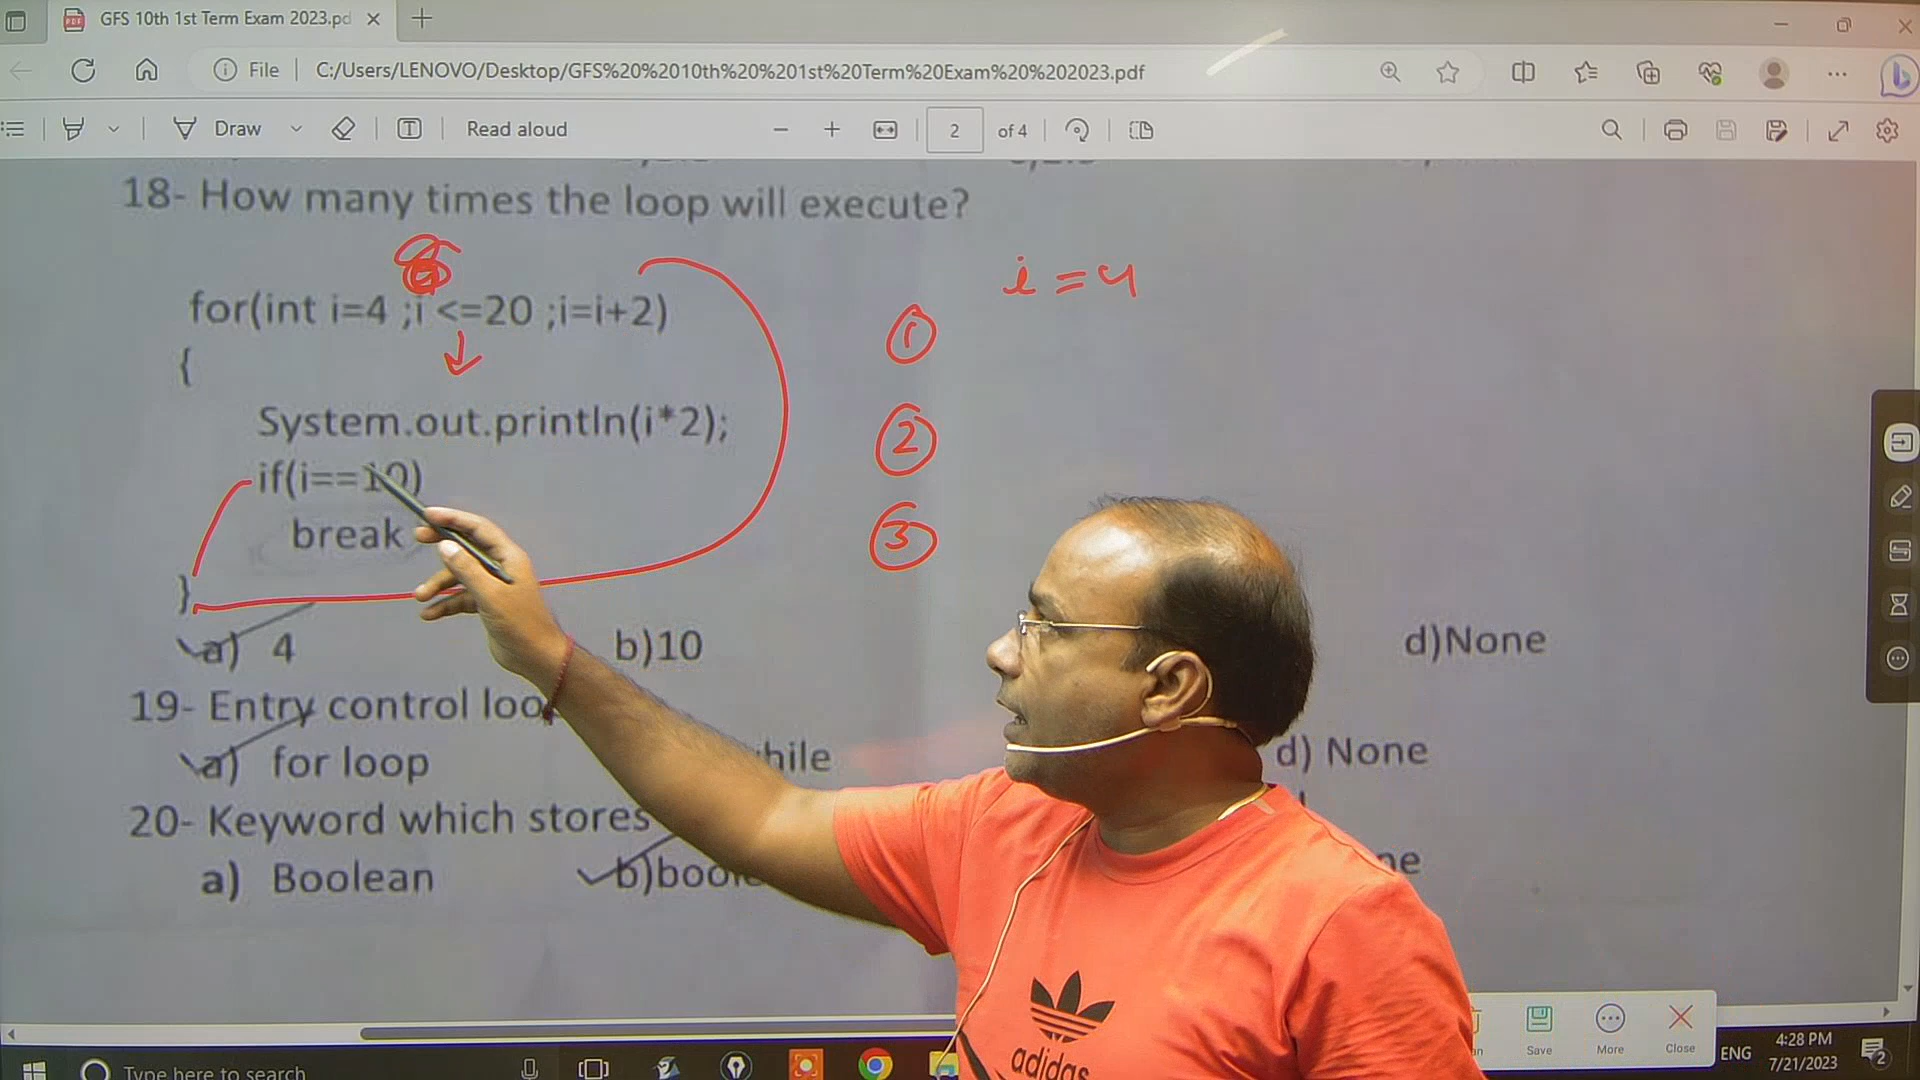 GFS 10th 1st Term Exam 2023.pd
File
C:/Users/LENOVO/Desktop/GFS%20%2010th%20%201st%20Term%20Exam%20%202023.pdf
Draw
Read aloud
2 of 4
18- How many times the loop will execute?
i = 4
for(int i=4 ;i <=20 ;i=i+2)
1
{
System.out.println(i*2);
2
if(i==10)
break
3
}
a) 4 b)10 d)None
19- Entry control loo
a) for loop hile d) None
20- Keyword which stores
a) Boolean b)boole ne
adidas
Save
More
Close
Type here to search
ENG
4:28 PM
7/21/2023
2